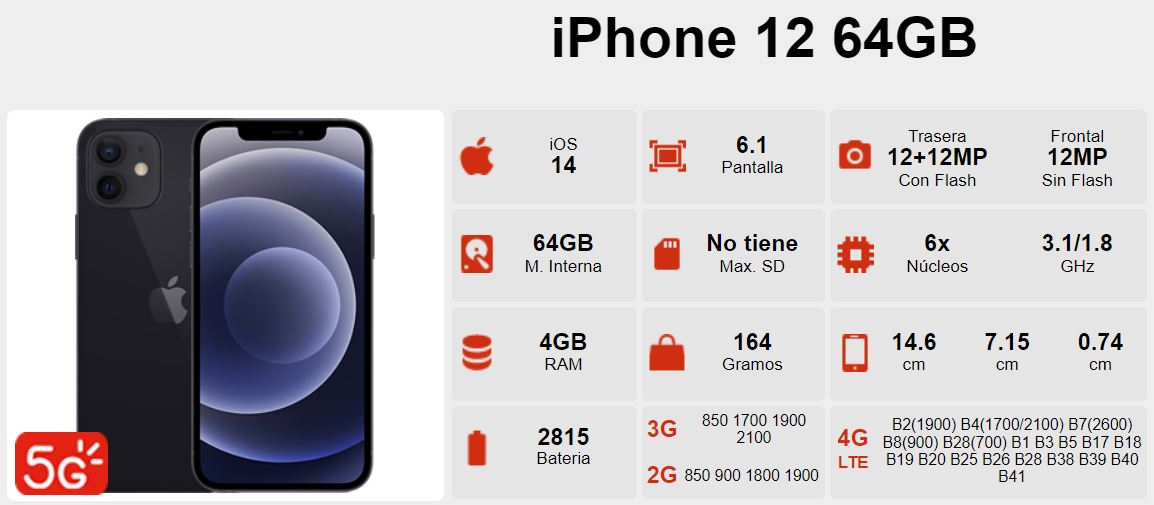 iPhone 12 64GB
iOS
14
6.1
Pantalla
Trasera
12+12MP
Con Flash
Frontal
12MP
Sin Flash
64GB
M. Interna
No tiene
Max. SD
6x
Núcleos
3.1/1.8
GHz
4GB
RAM
164
Gramos
14.6
cm
7.15
cm
0.74
cm
5G
2815
Bateria
3G
850 1700 1900
2100
2G
850 900 1800 1900
4G
LTE
B2(1900) B4(1700/2100) B7(2600)
B8(900) B28(700) B1 B3 B5 B17 B18
B19 B20 B25 B26 B28 B38 B39 B40
B41